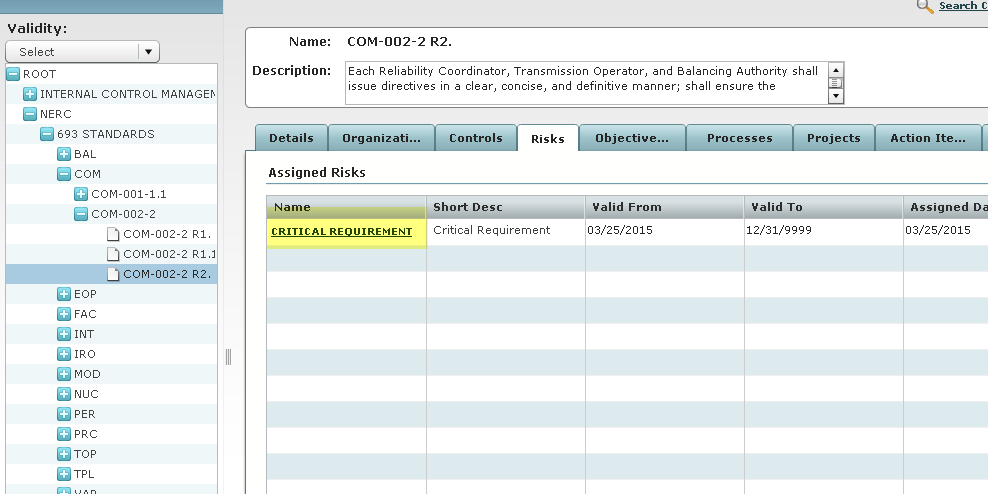 Search C
Validity:
Select
ROOT
INTERNAL CONTROL MANAGEM
NERC
693 STANDARDS
BAL
COM
COM-001-1.1
COM-002-2
COM-002-2 R1.
COM-002-2 R1.1
COM-002-2 R2.
EOP
FAC
INT
IRO
MOD
NUC
PER
PRC
TOP
TPL
VAR
Name: COM-002-2 R2.
Description: Each Reliability Coordinator, Transmission Operator, and Balancing Authority shall
issue directives in a clear, concise, and definitive manner; shall ensure the
Details Organizati... Controls Risks Objective... Processes Projects Action Ite...
Assigned Risks
Name Short Desc Valid From Valid To Assigned Da
CRITICAL REQUIREMENT Critical Requirement 03/25/2015 12/31/9999 03/25/2015